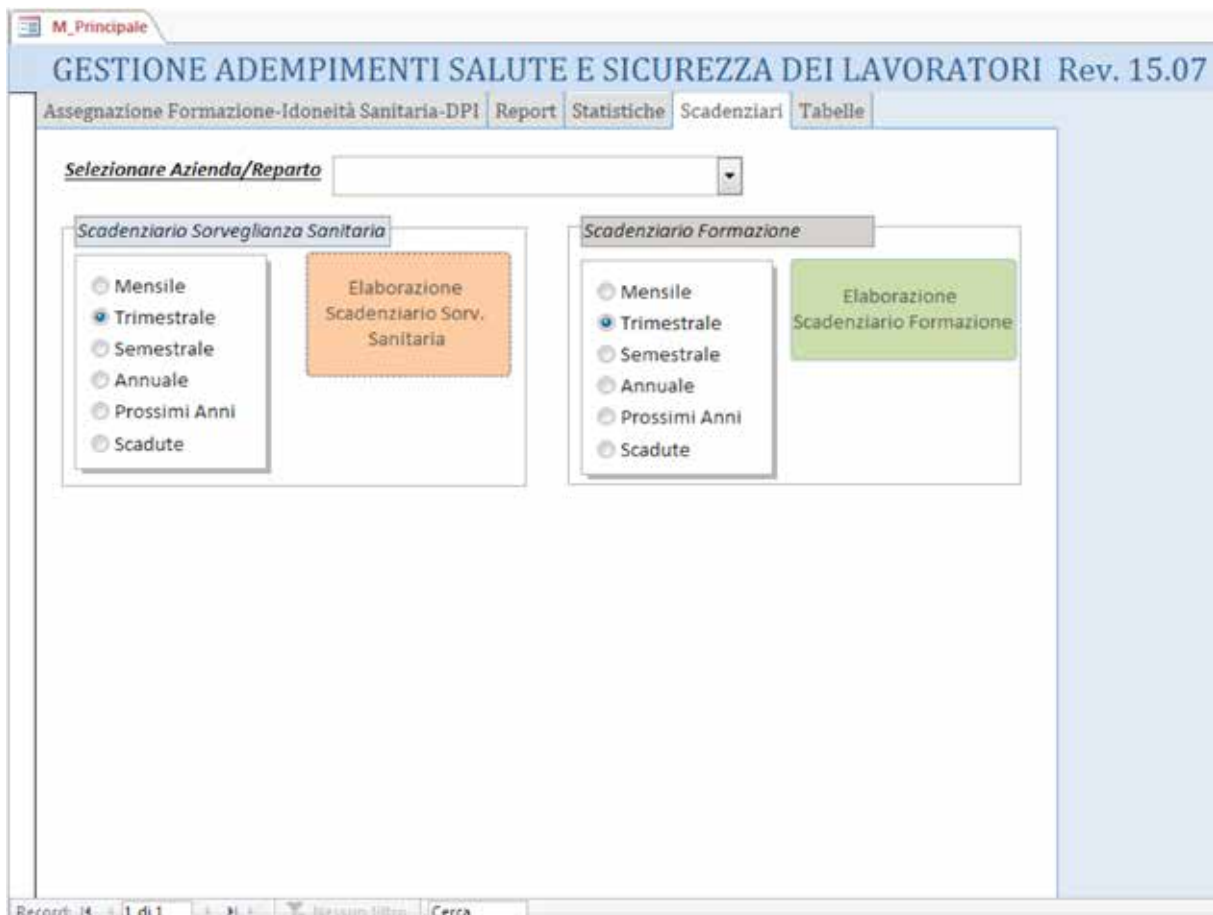 M_Principale
GESTIONE ADEMPIMENTI SALUTE E SICUREZZA DEI LAVORATORI Rev. 15.07
Assegnazione Formazione-Idoneità Sanitaria-DPI Report Statistiche Scadenziari Tabelle
Selezionare Azienda/Reparto
Scadenziario Sorveglianza Sanitaria
Mensile
Trimestrale
Semestrale
Annuale
Prossimi Anni
Scadute
Elaborazione
Scadenziario Sorv.
Sanitaria
Scadenziario Formazione
Mensile
Trimestrale
Semestrale
Annuale
Prossimi Anni
Scadute
Elaborazione
Scadenziario Formazione
Record: 1 di 1 Nessun filtro Cerca